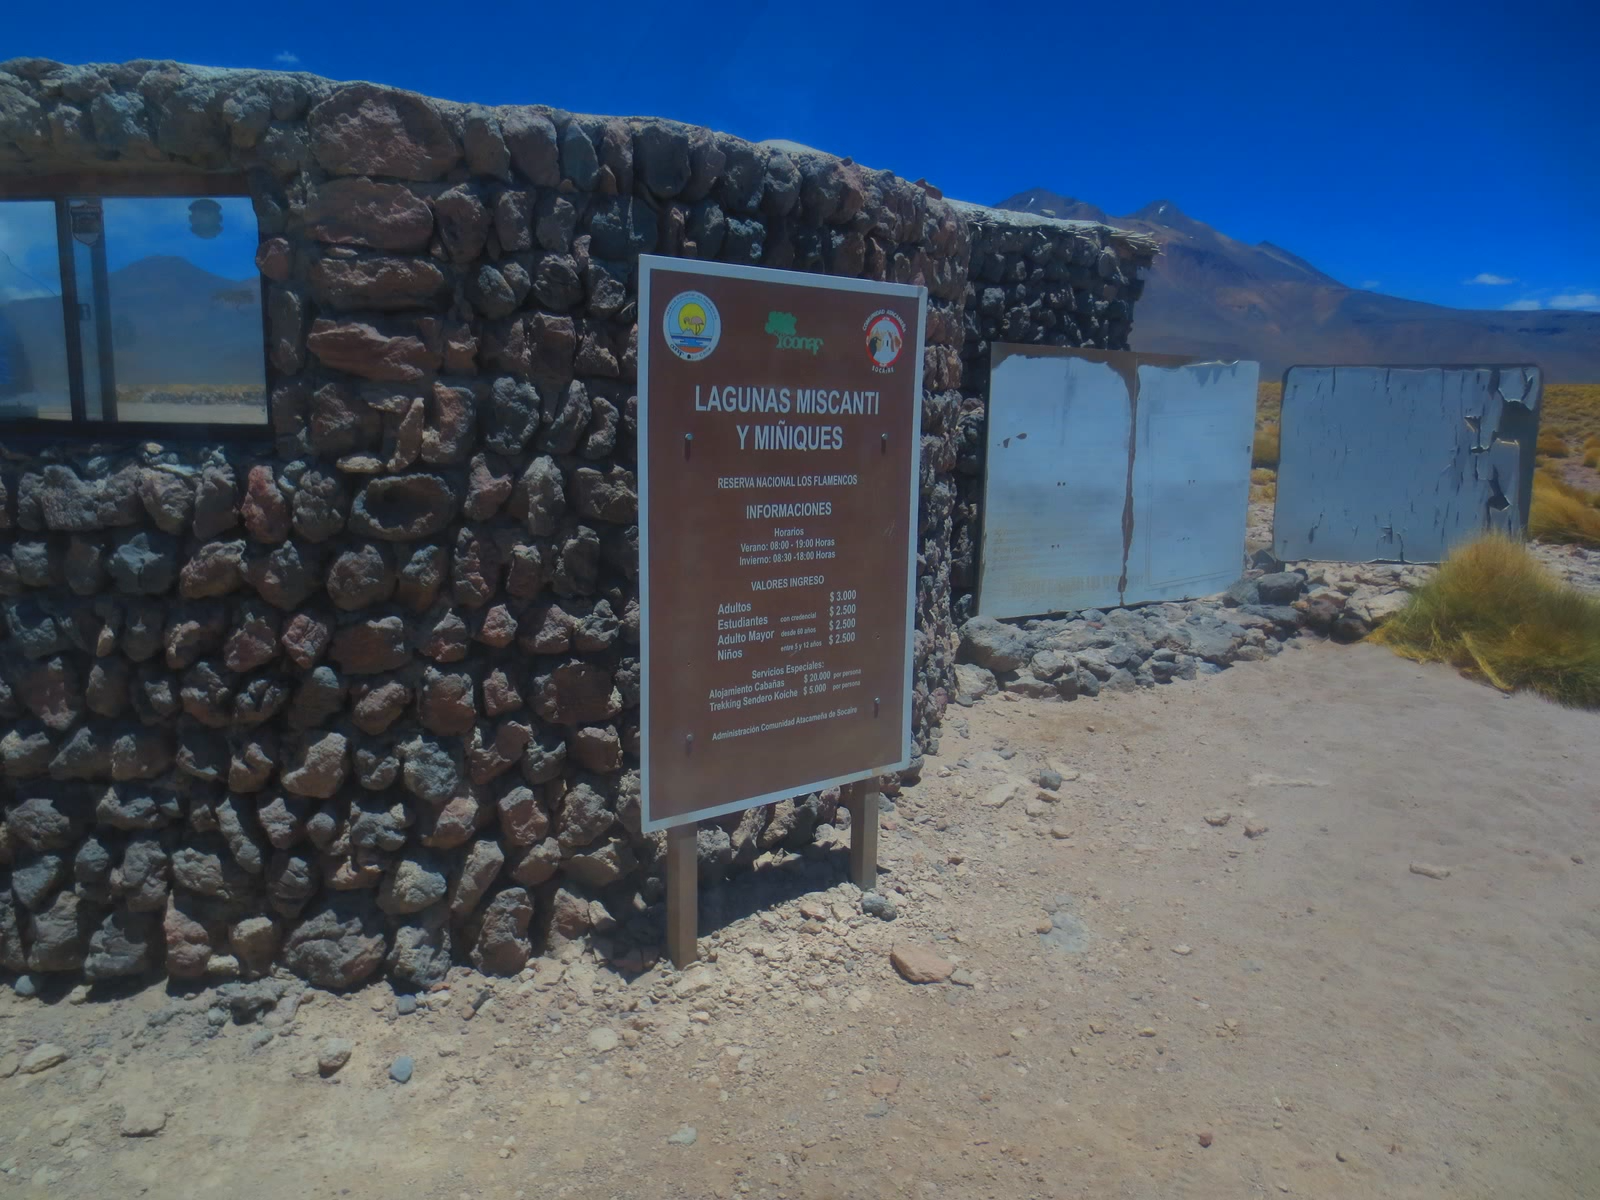 conaf
COMUNIDAD ATACAMEÑA
SOCAIRE
LAGUNAS MISCANTI
Y MIÑIQUES
RESERVA NACIONAL LOS FLAMENCOS
INFORMACIONES
Horarios
Verano: 08:00 - 19:00 Horas
Invierno: 08:30 -18:00 Horas
VALORES INGRESO
Adultos $ 3.000
Estudiantes con credencial $ 2.500
Adulto Mayor desde 60 años $ 2.500
Niños entre 5 y 12 años $ 2.500
Servicios Especiales:
Alojamiento Cabañas $ 20.000 por persona
Trekking Sendero Koiche $ 5.000 por persona
Administración Comunidad Atacameña de Socaire